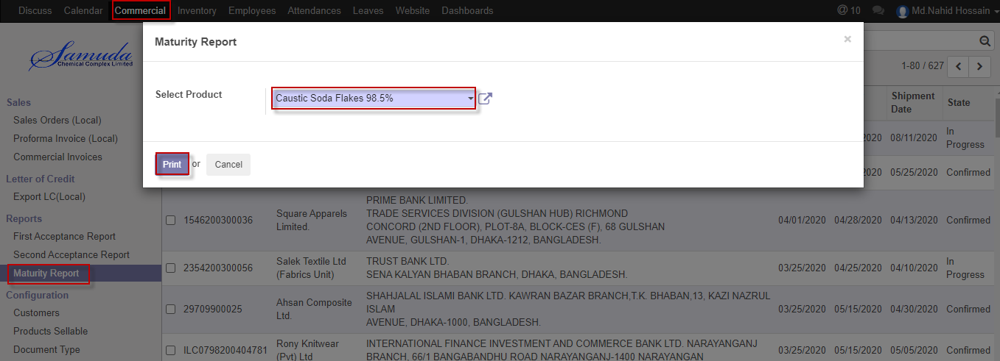 Discuss Calendar Commercial Inventory Employees Attendances Leaves Website Dashboards @ 10 Md.Nahid Hossain
Samuda
Chemical Complex Limited
Maturity Report ×
Select Product Caustic Soda Flakes 98.5%
Print or Cancel
1-80 / 627
Sales
Sales Orders (Local)
Proforma Invoice (Local)
Commercial Invoices
Letter of Credit
Export LC(Local)
Reports
First Acceptance Report
Second Acceptance Report
Maturity Report
Configuration
Customers
Products Sellable
Document Type
Shipment
Date
State
/2020 08/11/2020 In
Progress
/2020 05/25/2020 Confirmed
1546200300036
Square Apparels
Limited.
PRIME BANK LIMITED.
TRADE SERVICES DIVISION (GULSHAN HUB) RICHMOND
CONCORD (2ND FLOOR), PLOT-8A, BLOCK-CES (F), 68 GULSHAN
AVENUE, GULSHAN-1, DHAKA-1212, BANGLADESH.
04/01/2020 04/28/2020 04/13/2020 Confirmed
2354200300056
Salek Textile Ltd
(Fabrics Unit)
TRUST BANK LTD.
SENA KALYAN BHABAN BRANCH, DHAKA, BANGLADESH.
03/25/2020 04/25/2020 04/10/2020 In
Progress
29709900025
Ahsan Composite
Ltd.
SHAHJALAL ISLAMI BANK LTD. KAWRAN BAZAR BRANCH,T.K. BHABAN,13, KAZI NAZRUL
ISLAM
AVENUE, DHAKA-1000, BANGLADESH.
03/25/2020 05/15/2020 04/30/2020 Confirmed
ILC0798200404781
Rony Knitwear
(Pvt) Ltd
INTERNATIONAL FINANCE INVESTMENT AND COMMERCE BANK LTD. NARAYANGANJ
BRANCH, 66/1 BANGABANDHU ROAD NARAYANGANJ-1400 NARAYANGAN
03/25/2020 05/15/2020 05/05/2020 Confirmed